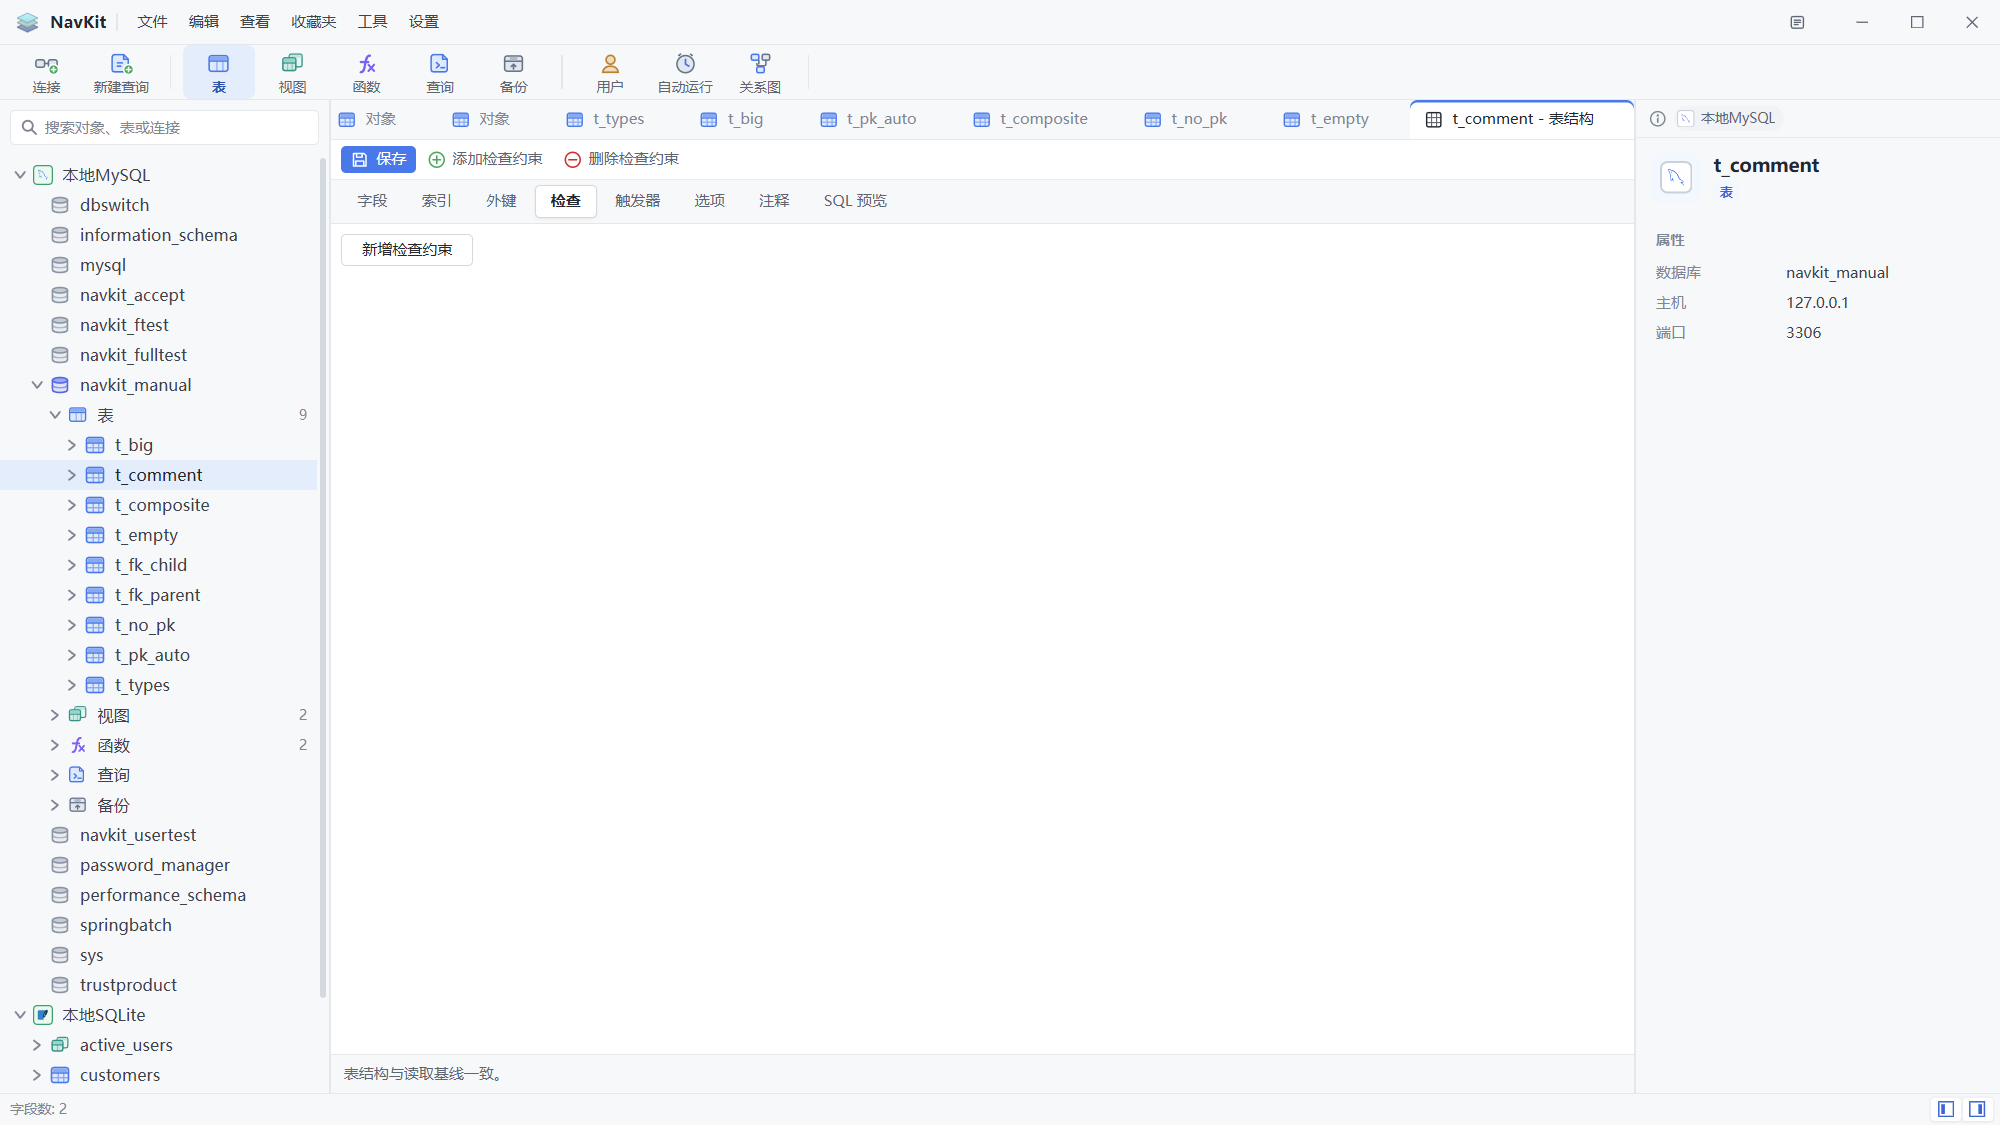 NavKit 文件 编辑 查看 收藏夹 工具 设置
连接 新建查询 表 视图 函数 查询 备份 用户 自动运行 关系图
搜索对象、表或连接
本地MySQL
dbswitch
information_schema
mysql
navkit_accept
navkit_ftest
navkit_fulltest
navkit_manual
表 9
t_big
t_comment
t_composite
t_empty
t_fk_child
t_fk_parent
t_no_pk
t_pk_auto
t_types
视图 2
函数 2
查询
备份
navkit_usertest
password_manager
performance_schema
springbatch
sys
trustproduct
本地SQLite
active_users
customers
对象 对象 t_types t_big t_pk_auto t_composite t_no_pk t_empty t_comment - 表结构
保存 添加检查约束 删除检查约束
字段 索引 外键 检查 触发器 选项 注释 SQL 预览
新增检查约束
表结构与读取基线一致。
本地MySQL
t_comment
表
属性
数据库 navkit_manual
主机 127.0.0.1
端口 3306
字段数: 2